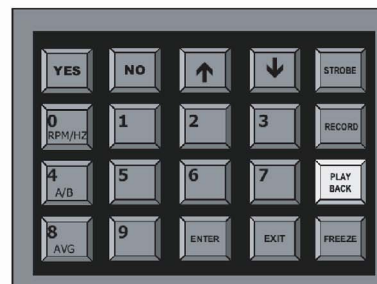 YES NO ↑ ↓ STROBE
0 1 2 3 RECORD
RPM/HZ
4 5 6 7 PLAY
A/B BACK
8 9 ENTER EXIT FREEZE
AVG